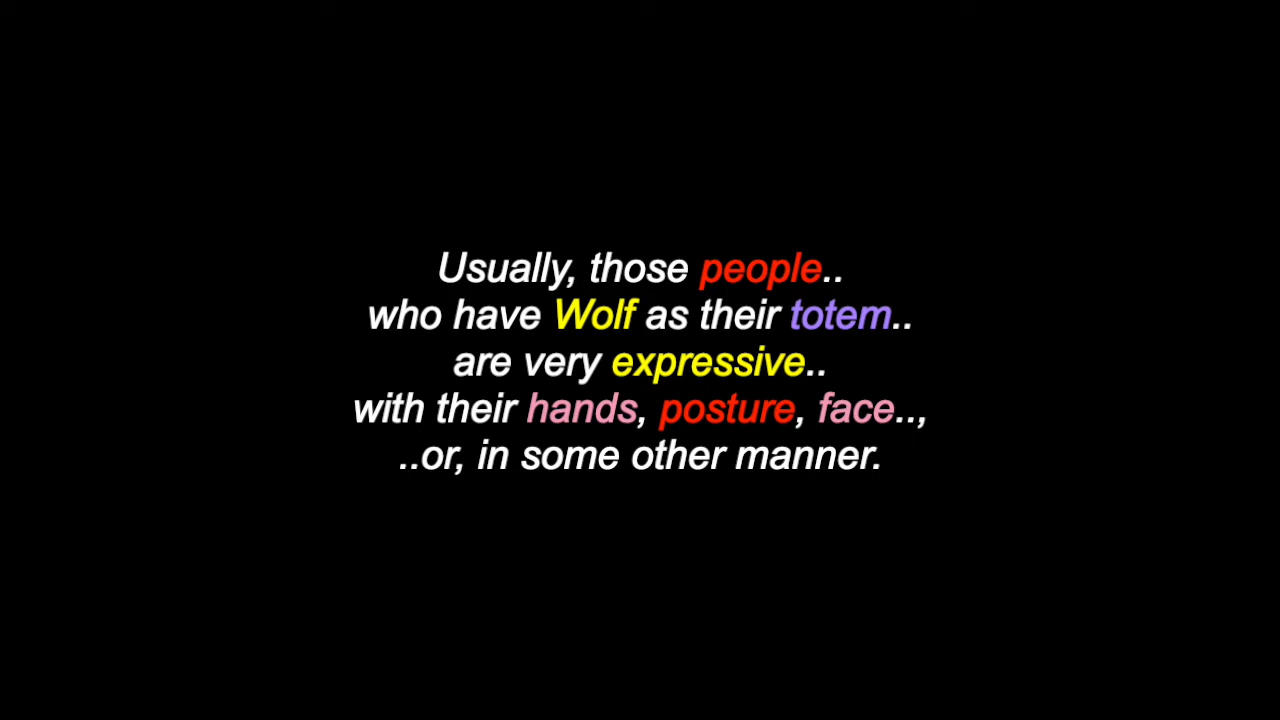 Usually, those people..
who have Wolf as their totem..
are very expressive..
with their hands, posture, face..,
..or, in some other manner.